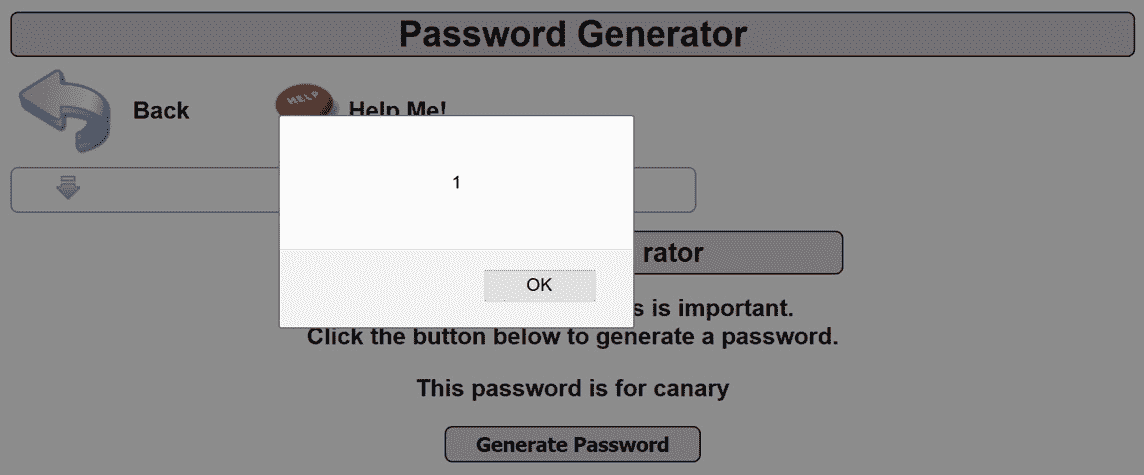 Password Generator
Back
HELP
Help Me!
1
rator
OK
s is important.
Click the button below to generate a password.
This password is for canary
Generate Password